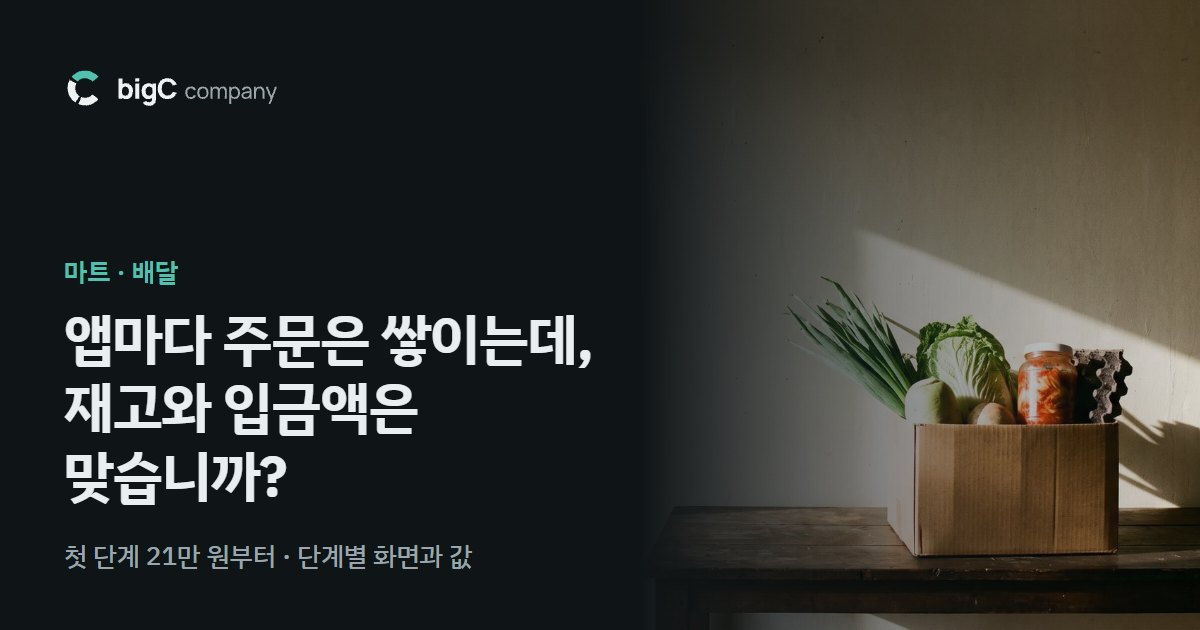 bigC company
마트 · 배달
앱마다 주문은 쌓이는데,
재고와 입금액은
맞습니까?
첫 단계 21만 원부터 · 단계별 화면과 값